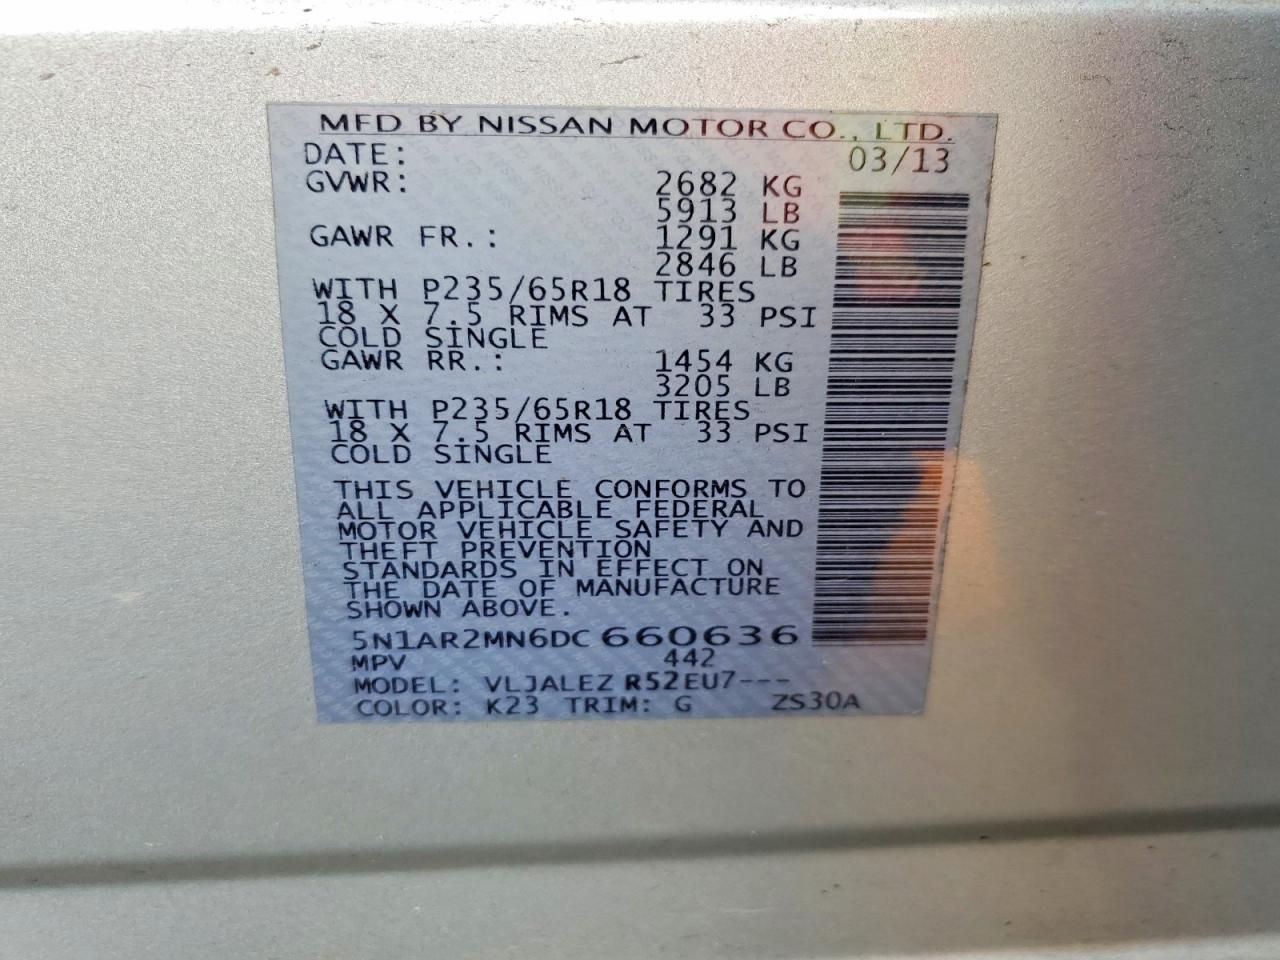 MFD BY NISSAN MOTOR CO., LTD.
DATE: 03/13
GVWR: 2682 KG
5913 LB
GAWR FR.: 1291 KG
2846 LB
WITH P235/65R18 TIRES
18 X 7.5 RIMS AT 33 PSI
COLD SINGLE
GAWR RR.: 1454 KG
3205 LB
WITH P235/65R18 TIRES
18 X 7.5 RIMS AT 33 PSI
COLD SINGLE
THIS VEHICLE CONFORMS TO
ALL APPLICABLE FEDERAL
MOTOR VEHICLE SAFETY AND
THEFT PREVENTION
STANDARDS IN EFFECT ON
THE DATE OF MANUFACTURE
SHOWN ABOVE.
5N1AR2MN6DC 660636
MPV 442
MODEL: VLJALEZ R52EU7---
COLOR: K23 TRIM: G ZS30A